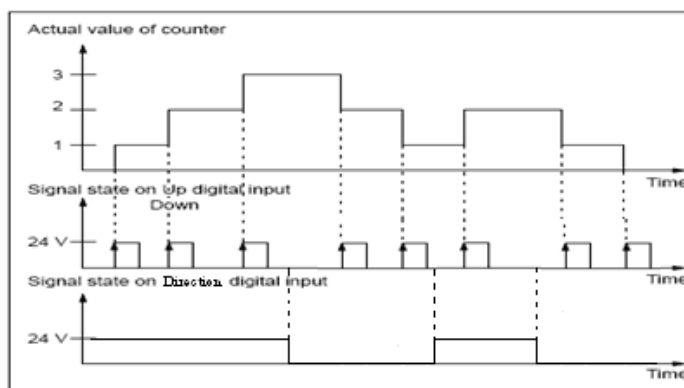 Actual value of counter
3
2
1
Time
Signal state on Up digital input
Down
24 V
Time
Signal state on Direction digital input
24 V
Time